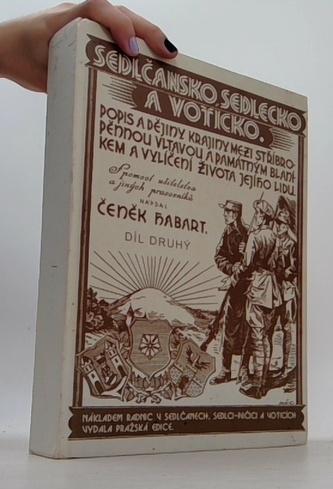 SEDLČANSKO, SEDLECKO
A VOTICKO.
POPIS A DĚJINY KRAJINY MEZI STŘÍBRO-
PĚNNOU VLTAVOU A PAMÁTNÝM BLANÍ-
KEM A VYLÍČENÍ ŽIVOTA JEJÍHO LIDU.
S pomocí učitelstva
a jiných pracovníků
NAPSAL
ČENĚK HABART.
DÍL DRUHÝ
NÁKLADEM RADNIC V SEDLČANECH, SEDLCI-PRČICI A VOTICÍCH
VYDALA PRAŽSKÁ EDICE.